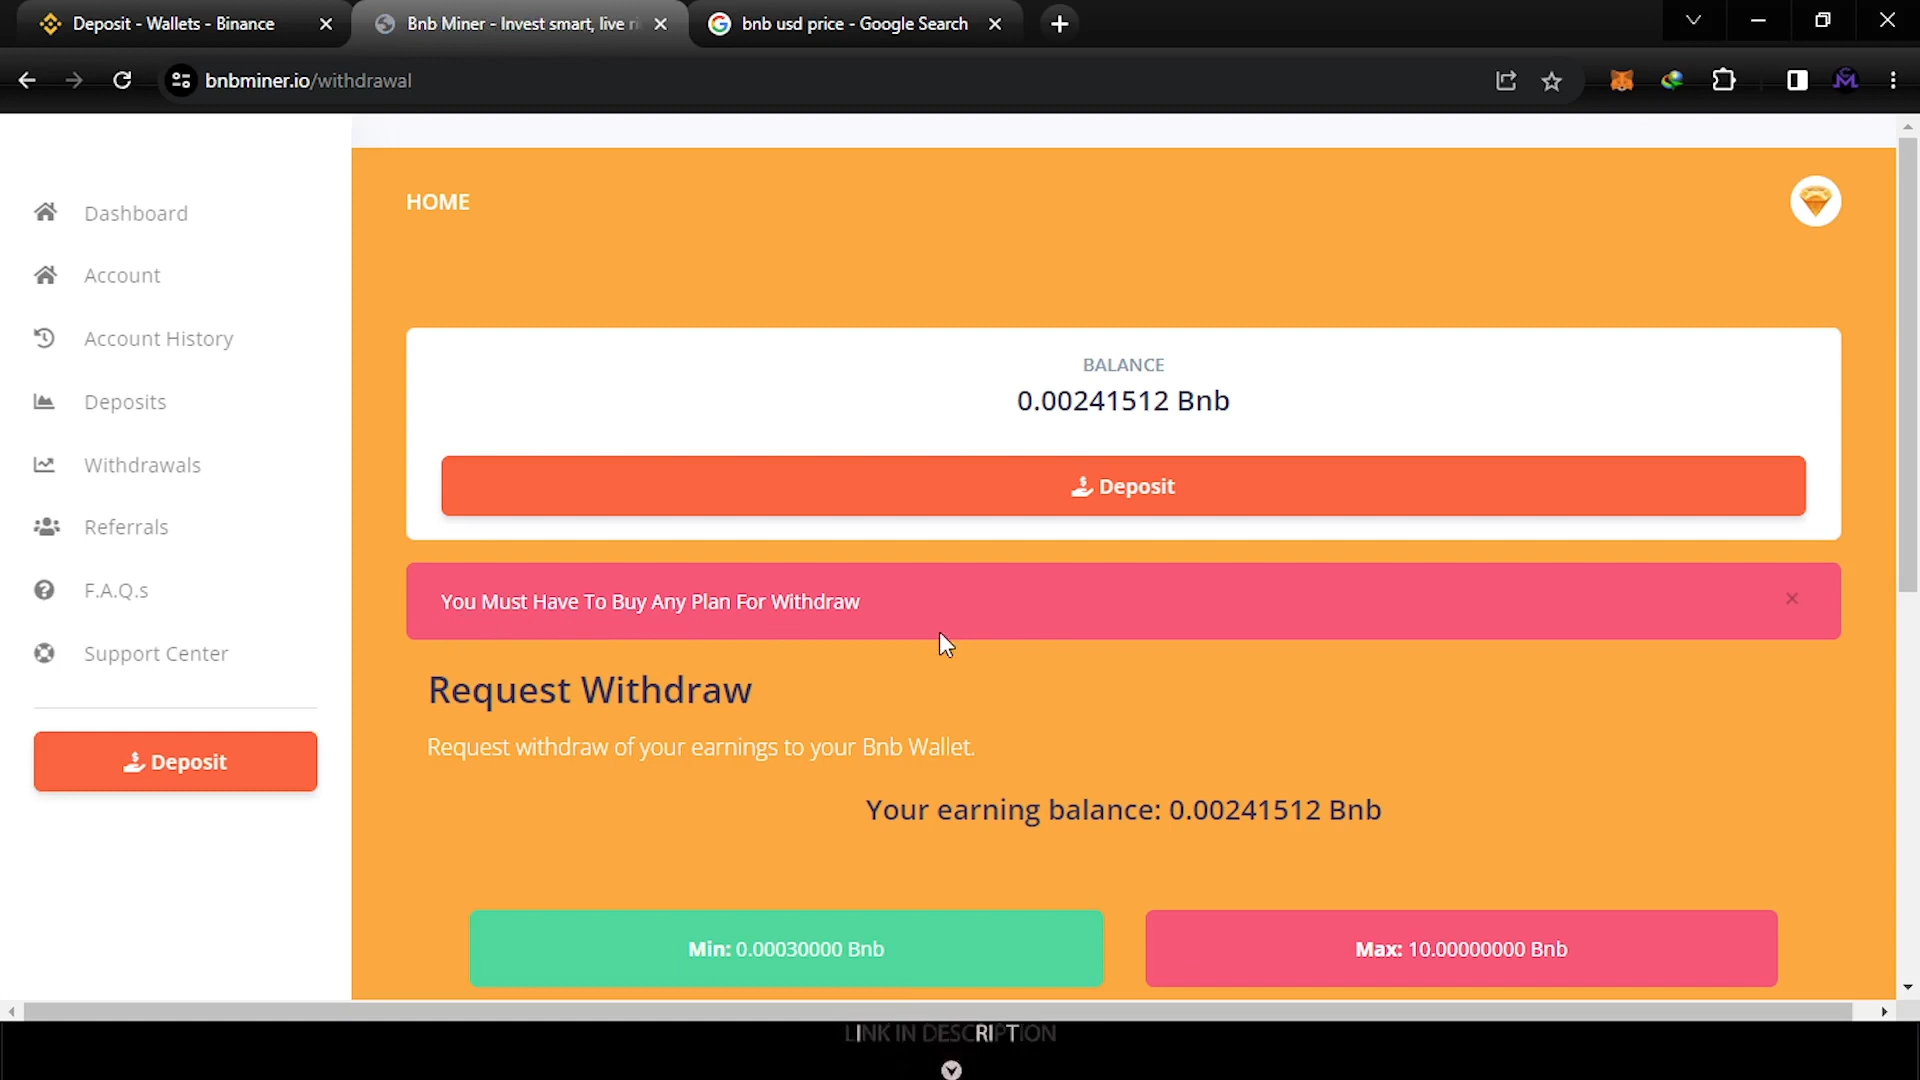 Deposit - Wallets - Binance
Bnb Miner - Invest smart, live ri
bnb usd price - Google Search
bnbminer.io/withdrawal
Dashboard
Account
Account History
Deposits
Withdrawals
Referrals
F.A.Q.s
Support Center
Deposit
HOME
BALANCE
0.00241512 Bnb
Deposit
You Must Have To Buy Any Plan For Withdraw
Request Withdraw
Request withdraw of your earnings to your Bnb Wallet.
Your earning balance: 0.00241512 Bnb
Min: 0.00030000 Bnb
Max: 10.00000000 Bnb
LINK IN DESCRIPTION